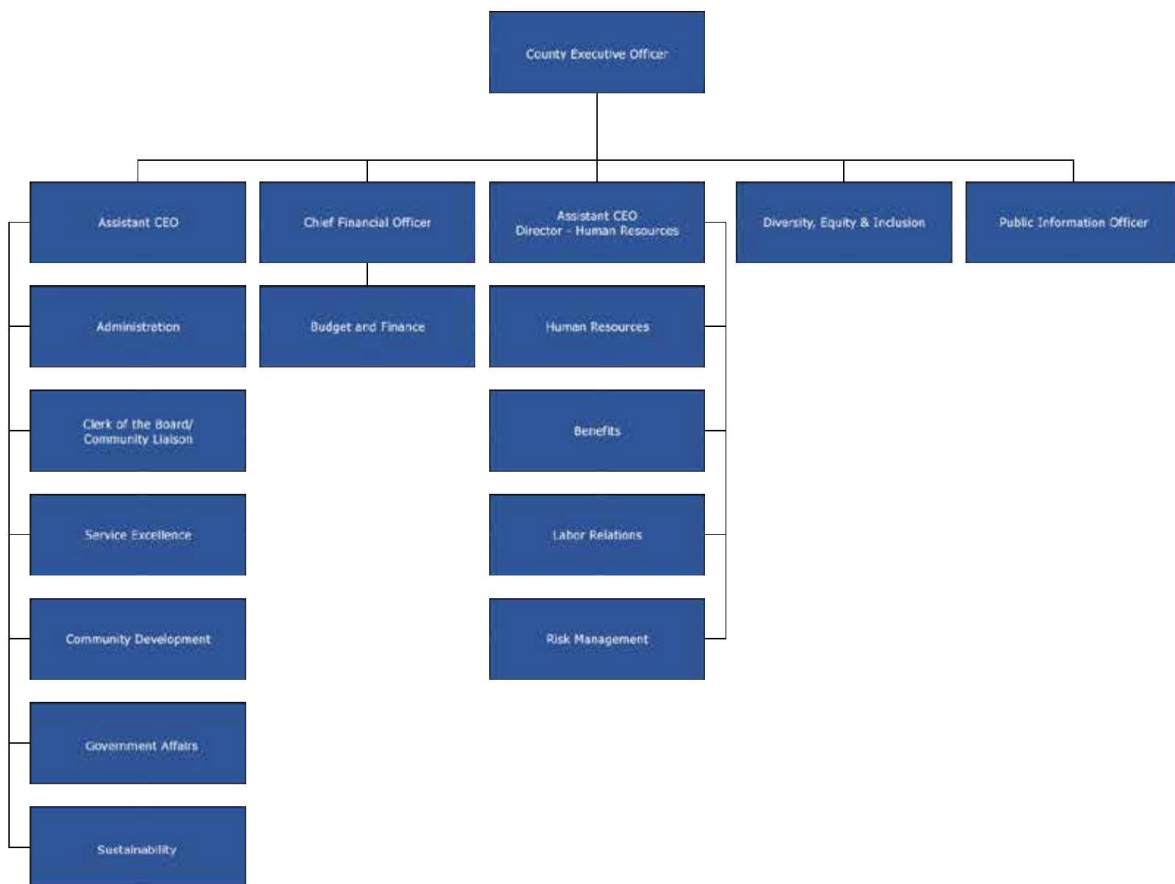 County Executive Officer
Assistant CEO
Chief Financial Officer
Assistant CEO
Director - Human Resources
Diversity, Equity & Inclusion
Public Information Officer
Administration
Budget and Finance
Human Resources
Clerk of the Board/
Community Liaison
Benefits
Service Excellence
Labor Relations
Community Development
Risk Management
Government Affairs
Sustainability